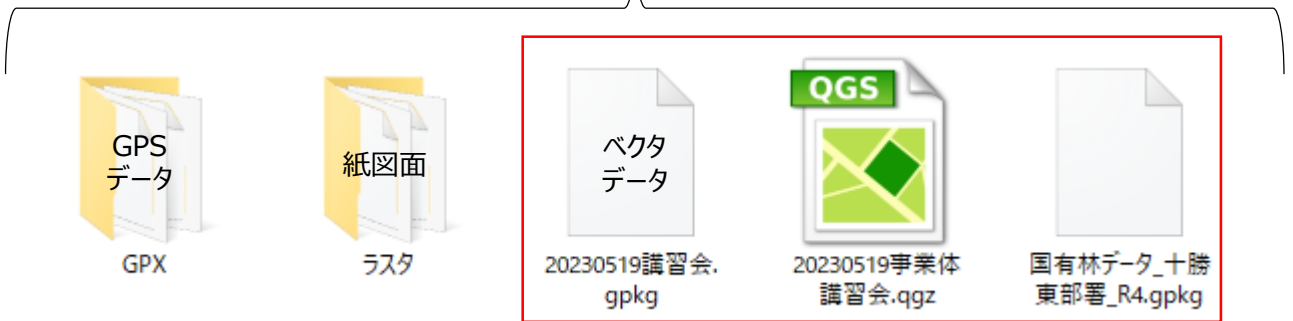 GPS
データ
GPX
紙図面
ラスタ
ベクタ
データ
20230519講習会.
gpkg
QGS
20230519事業体
講習会.qgz
国有林データ_十勝
東部署_R4.gpkg